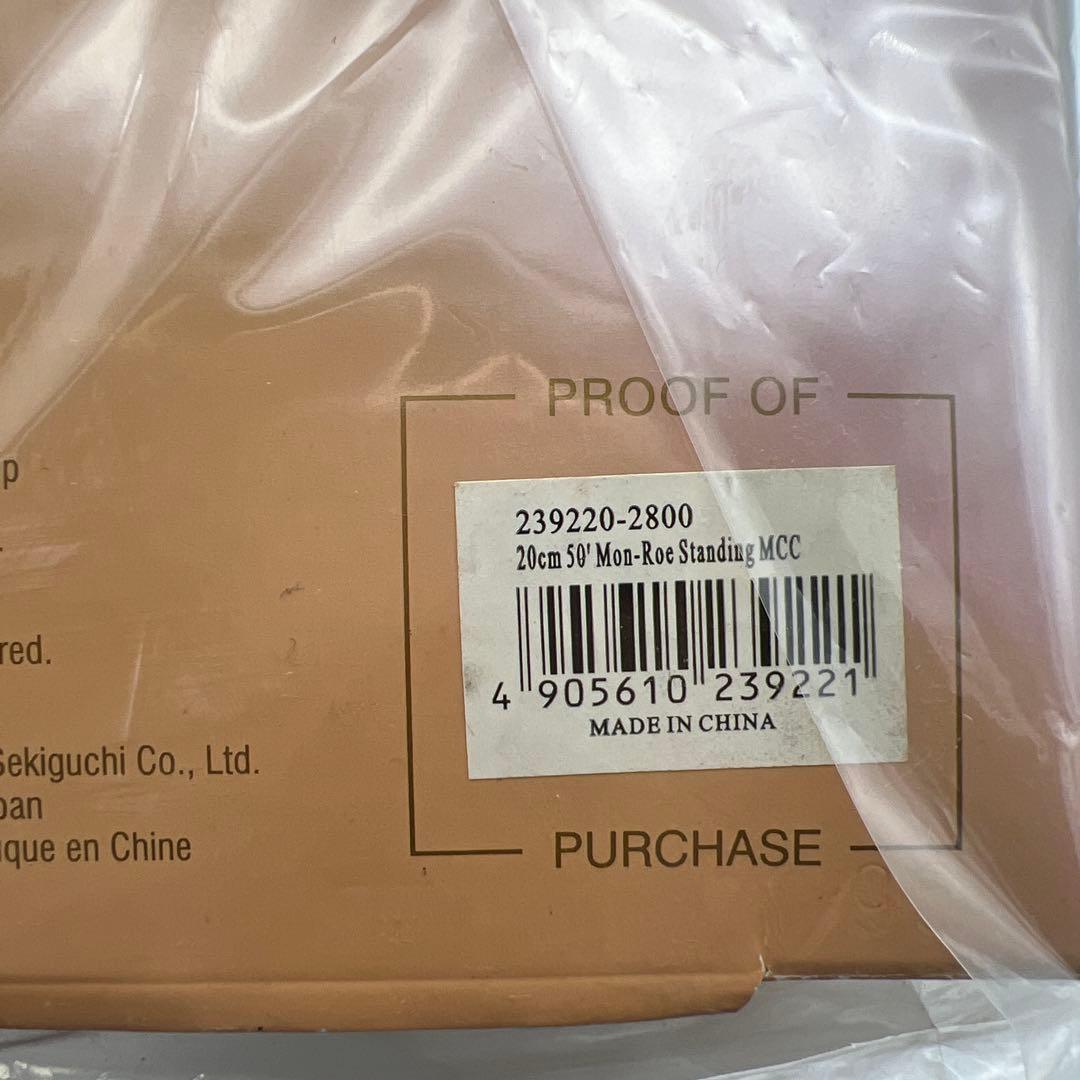 p
red.
Sekiguchi Co., Ltd.
pan
ique en Chine
PROOF OF
239220-2800
20cm 50' Mon-Roe Standing MCC
4 905610 239221
MADE IN CHINA
PURCHASE